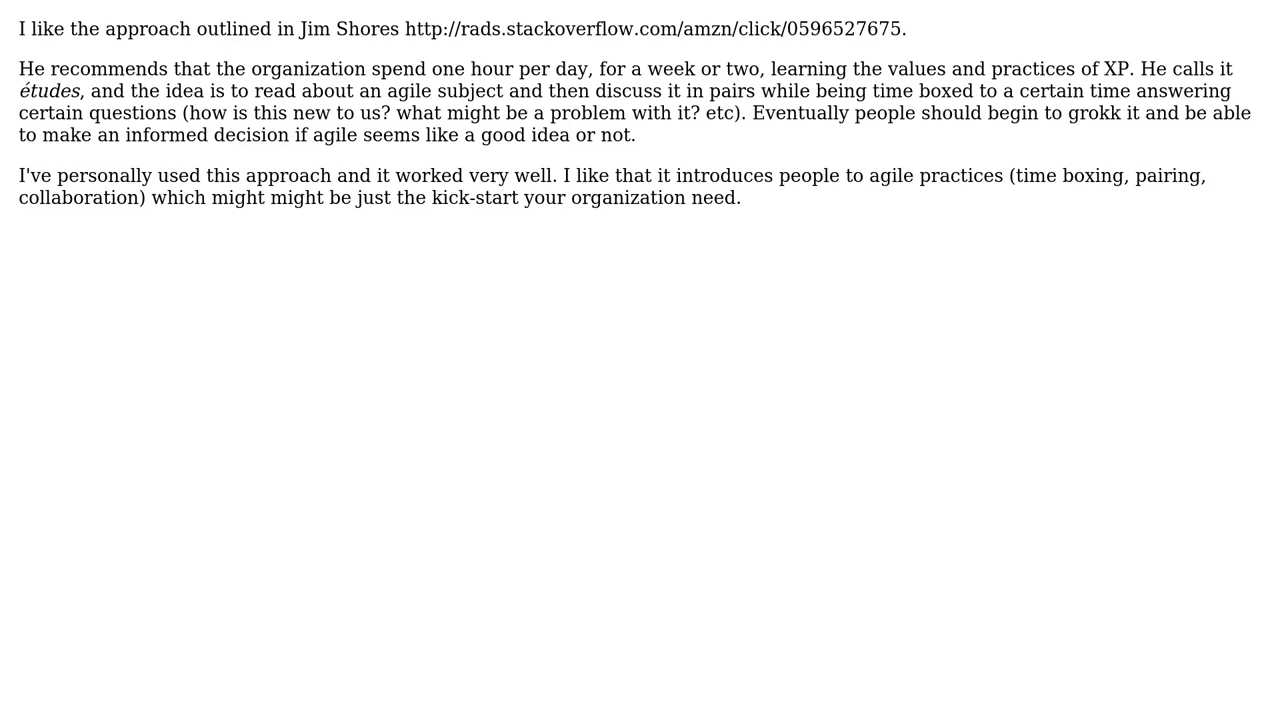 I like the approach outlined in Jim Shores http://rads.stackoverflow.com/amzn/click/0596527675.
He recommends that the organization spend one hour per day, for a week or two, learning the values and practices of XP. He calls it
études, and the idea is to read about an agile subject and then discuss it in pairs while being time boxed to a certain time answering
certain questions (how is this new to us? what might be a problem with it? etc). Eventually people should begin to grokk it and be able
to make an informed decision if agile seems like a good idea or not.
I've personally used this approach and it worked very well. I like that it introduces people to agile practices (time boxing, pairing,
collaboration) which might might be just the kick-start your organization need.